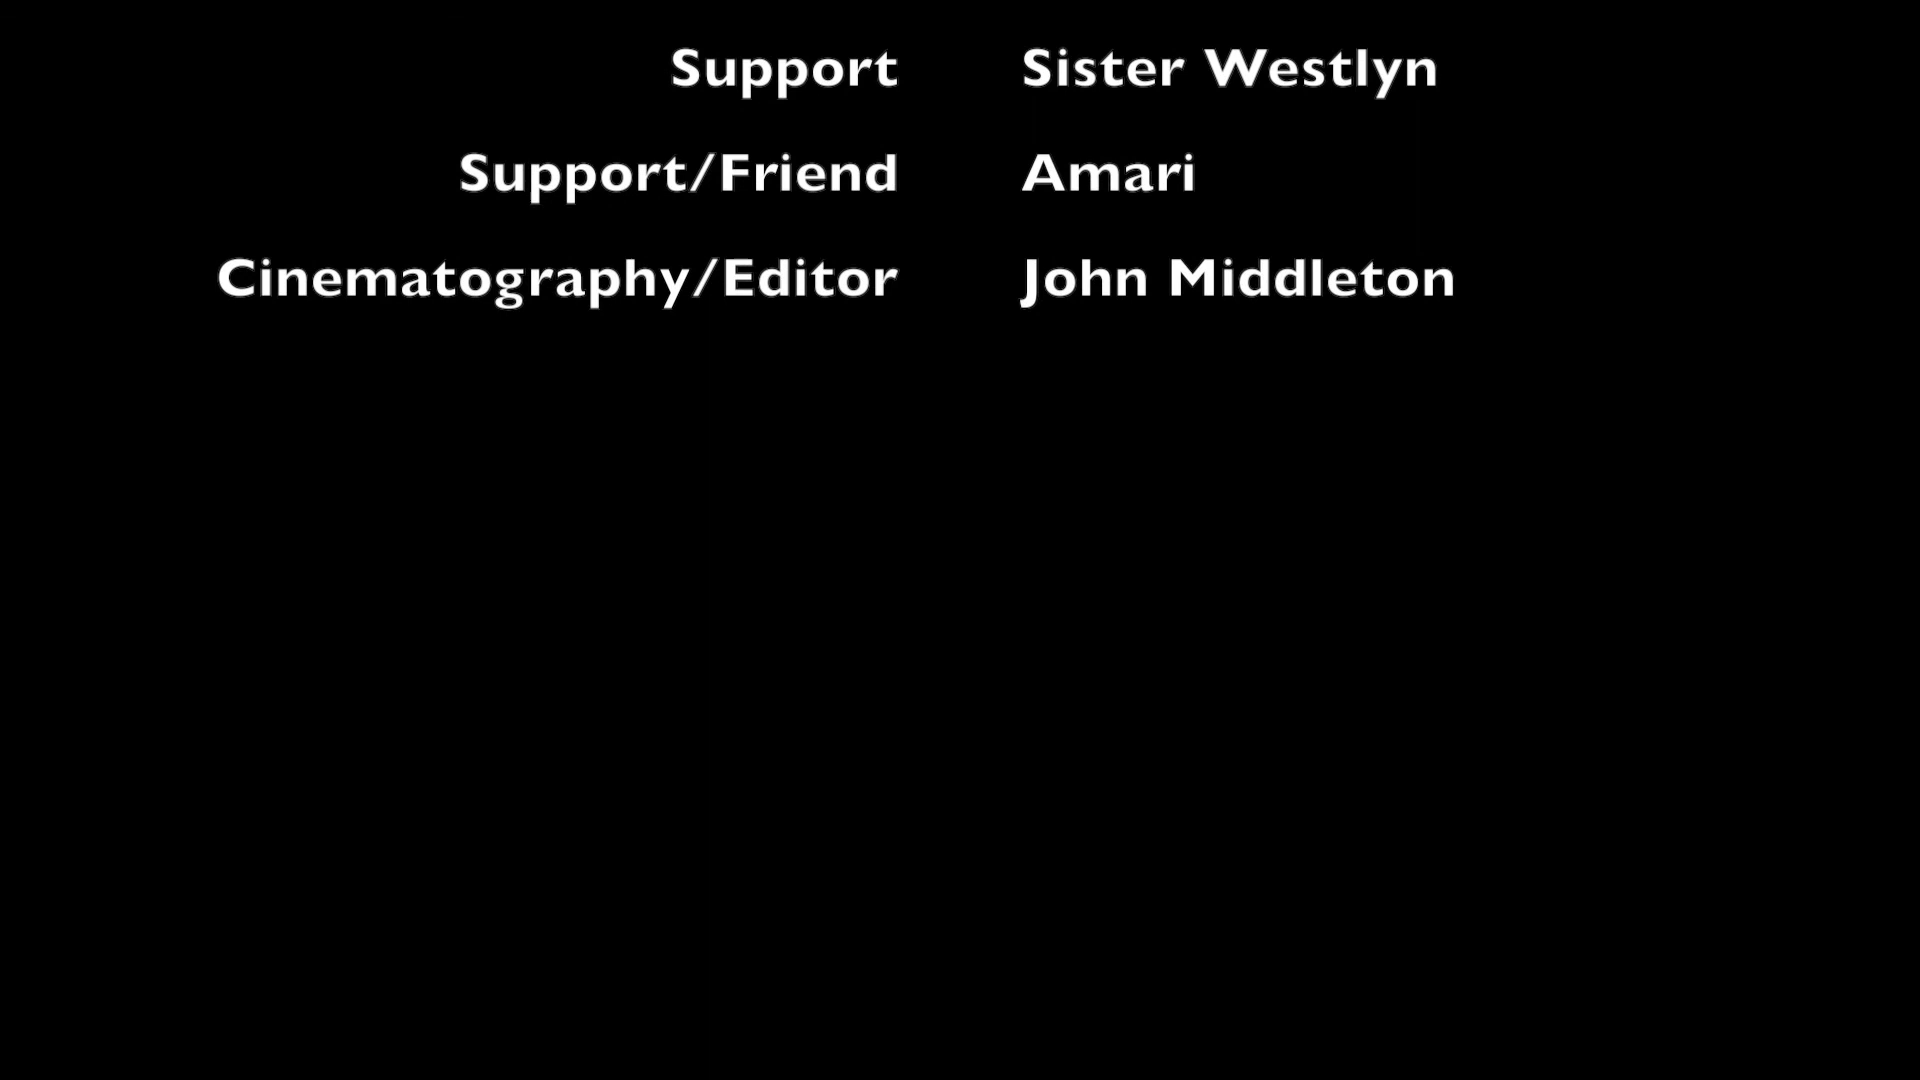 Support Sister Westlyn
Support/Friend Amari
Cinematography/Editor John Middleton